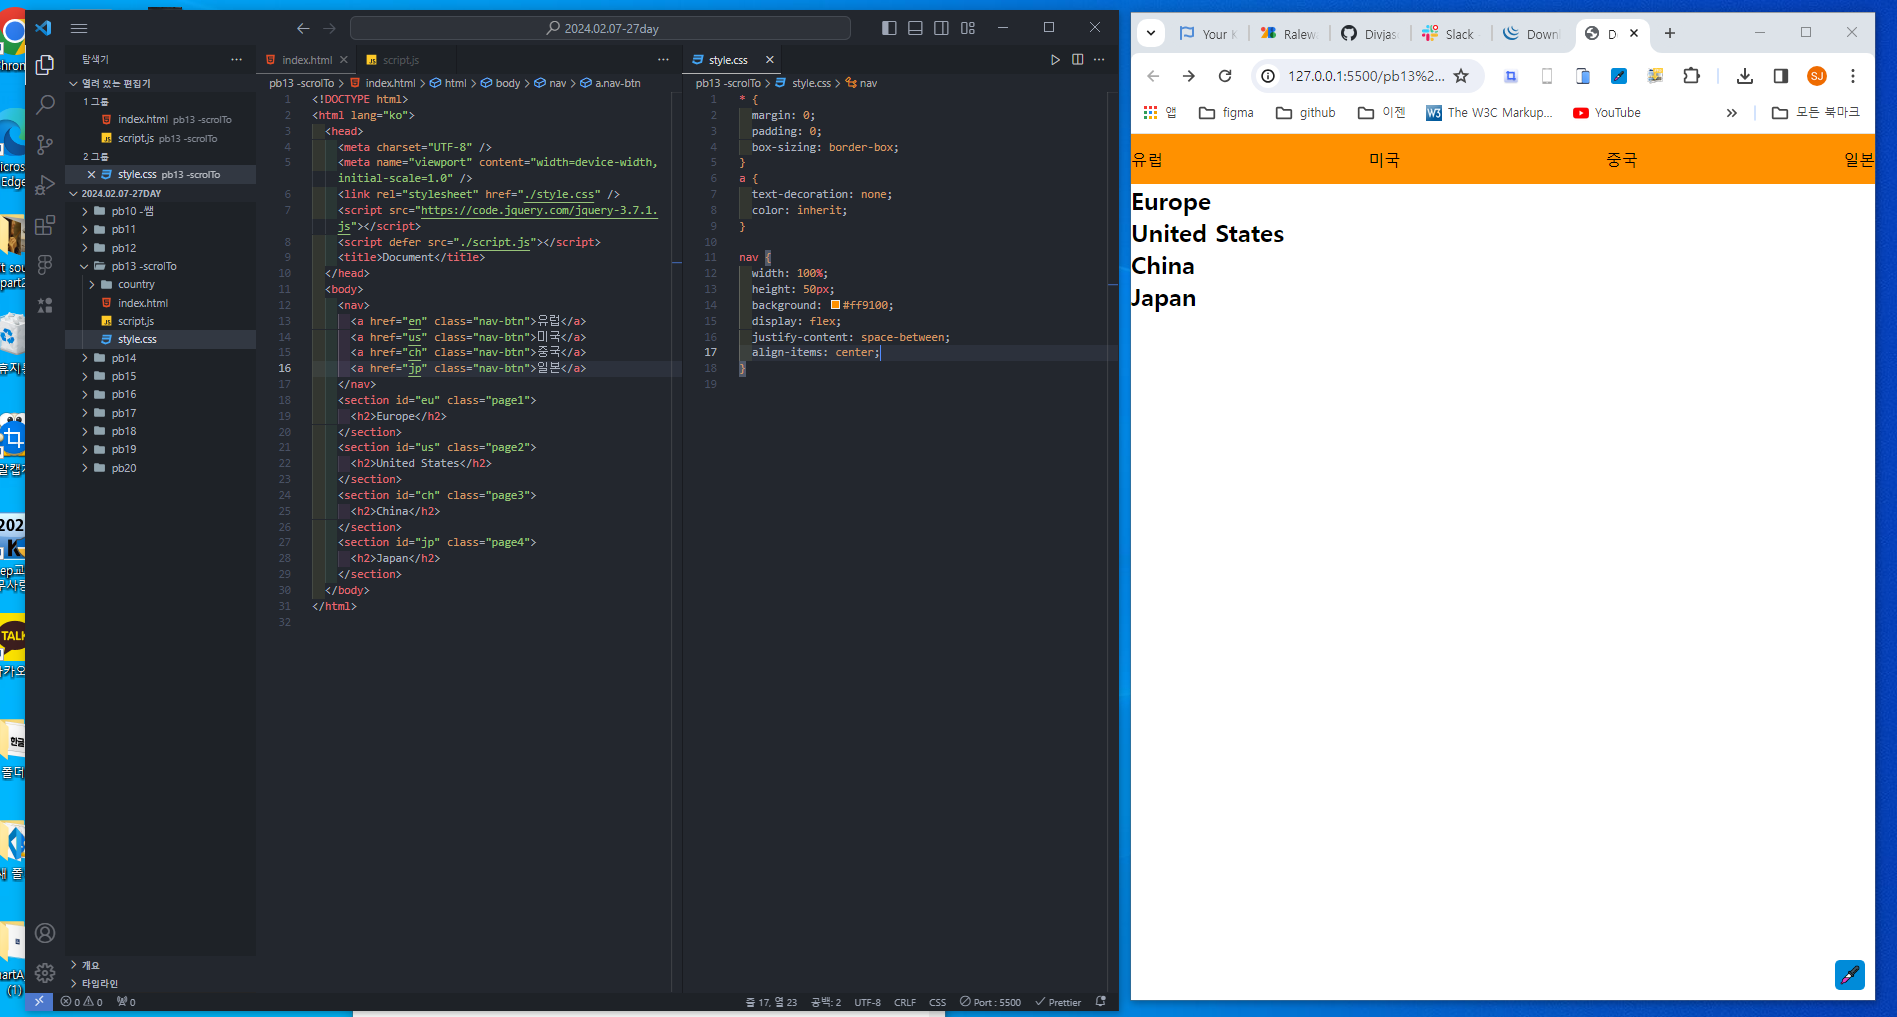 2024.02.07-27day
탐색기
열려 있는 편집기
1 그룹
index.html pb13 -scrolTo
script.js pb13 -scrolTo
2 그룹
style.css pb13 -scrolTo
2024.02.07-27DAY
pb10 -쌤
pb11
pb12
pb13 -scrolTo
country
index.html
script.js
style.css
pb14
pb15
pb16
pb17
pb18
pb19
pb20
개요
타임라인
index.html
script.js
pb13 -scrolTo > index.html > html > body > nav > a.nav-btn
1 <!DOCTYPE html>
2 <html lang="ko">
3 <head>
4 <meta charset="UTF-8" />
5 <meta name="viewport" content="width=device-width,
initial-scale=1.0" />
6 <link rel="stylesheet" href="./style.css" />
7 <script src="https://code.jquery.com/jquery-3.7.1.
js"></script>
8 <script defer src="./script.js"></script>
9 <title>Document</title>
10 </head>
11 <body>
12 <nav>
13 <a href="en" class="nav-btn">유럽</a>
14 <a href="us" class="nav-btn">미국</a>
15 <a href="ch" class="nav-btn">중국</a>
16 <a href="jp" class="nav-btn">일본</a>
17 </nav>
18 <section id="eu" class="page1">
19 <h2>Europe</h2>
20 </section>
21 <section id="us" class="page2">
22 <h2>United States</h2>
23 </section>
24 <section id="ch" class="page3">
25 <h2>China</h2>
26 </section>
27 <section id="jp" class="page4">
28 <h2>Japan</h2>
29 </section>
30 </body>
31 </html>
32
style.css
pb13 -scrolTo > style.css > nav
1 * {
2 margin: 0;
3 padding: 0;
4 box-sizing: border-box;
5 }
6 a {
7 text-decoration: none;
8 color: inherit;
9 }
10
11 nav {
12 width: 100%;
13 height: 50px;
14 background: #ff9100;
15 display: flex;
16 justify-content: space-between;
17 align-items: center;
18 }
19
0 0 0 줄 17, 열 23 공백: 2 UTF-8 CRLF CSS Port : 5500 Prettier
Your Ralew Divjas Slack Down D
127.0.0.1:5500/pb13%2... SJ
앱 figma github 이젠 The W3C Markup... YouTube 모든 북마크
유럽 미국 중국 일본
Europe
United States
China
Japan